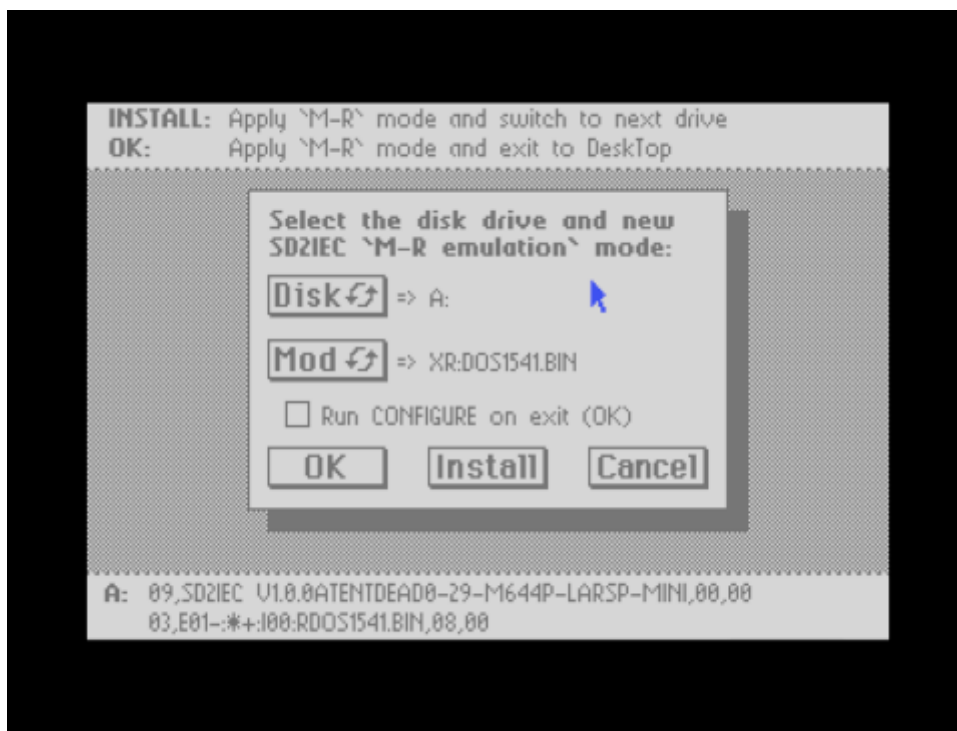 INSTALL: Apply `M-R` mode and switch to next drive
OK: Apply `M-R` mode and exit to DeskTop
Select the disk drive and new
SD2IEC `M-R emulation` mode:
Disk => A:
Mod => XR:DOS1541.BIN
Run CONFIGURE on exit (OK)
OK Install Cancel
A: 09,SD2IEC V1.0.0ATENTDEAD0-29-M644P-LARSP-MINI,00,00
03,E01-:*+:I00:RDOS1541.BIN,08,00